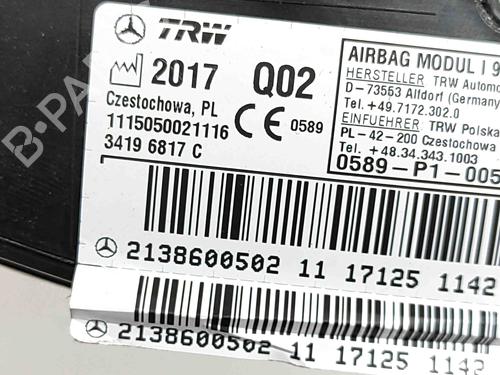 TRW
2017 Q02
Czestochowa, PL
1115050021116
3419 6817 C
CE 0589
AIRBAG MODUL I 9
HERSTELLER TRW Automo
D-73553 Alfdorf (Germany
Tel.+49.7172.302.0
EINFUEHRER TRW Polska
PL-42-200 Czestochowa
Tel.+48.34.343.1003
0589-P1-005
2138600502 11 17125 1142
2138600502 11 17125 1142
B-PARTS